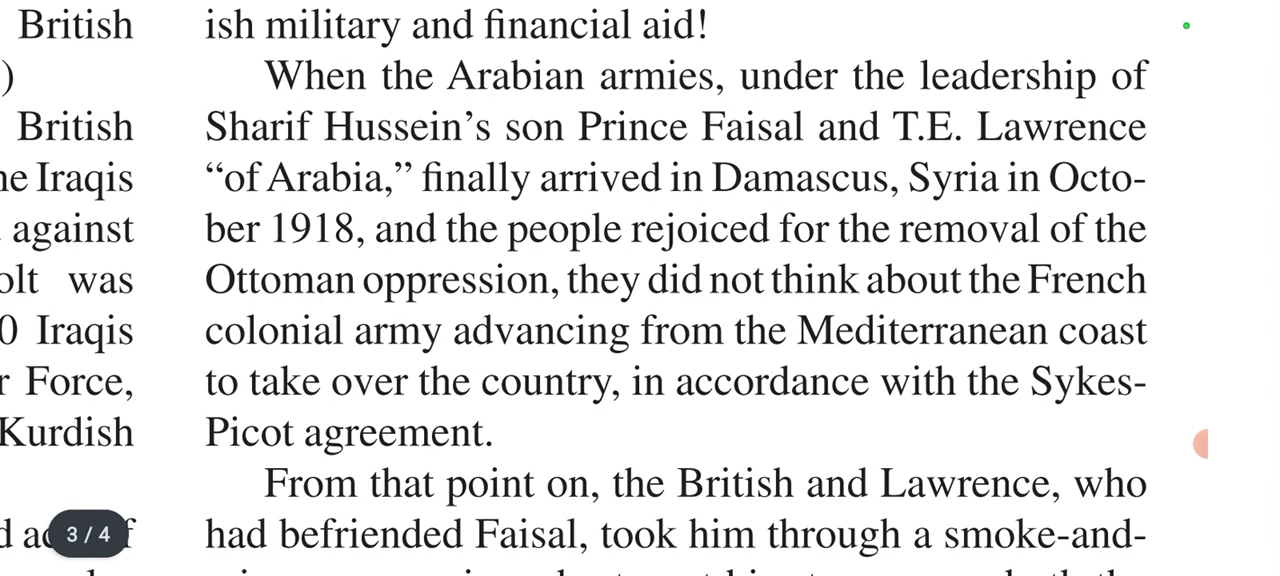 British
)
British
Iraqis
against
was
Iraqis
Force,
Kurdish
3 / 4
ish military and financial aid!
When the Arabian armies, under the leadership of
Sharif Hussein’s son Prince Faisal and T.E. Lawrence
“of Arabia,” finally arrived in Damascus, Syria in Octo-
ber 1918, and the people rejoiced for the removal of the
Ottoman oppression, they did not think about the French
colonial army advancing from the Mediterranean coast
to take over the country, in accordance with the Sykes-
Picot agreement.
From that point on, the British and Lawrence, who
had befriended Faisal, took him through a smoke-and-